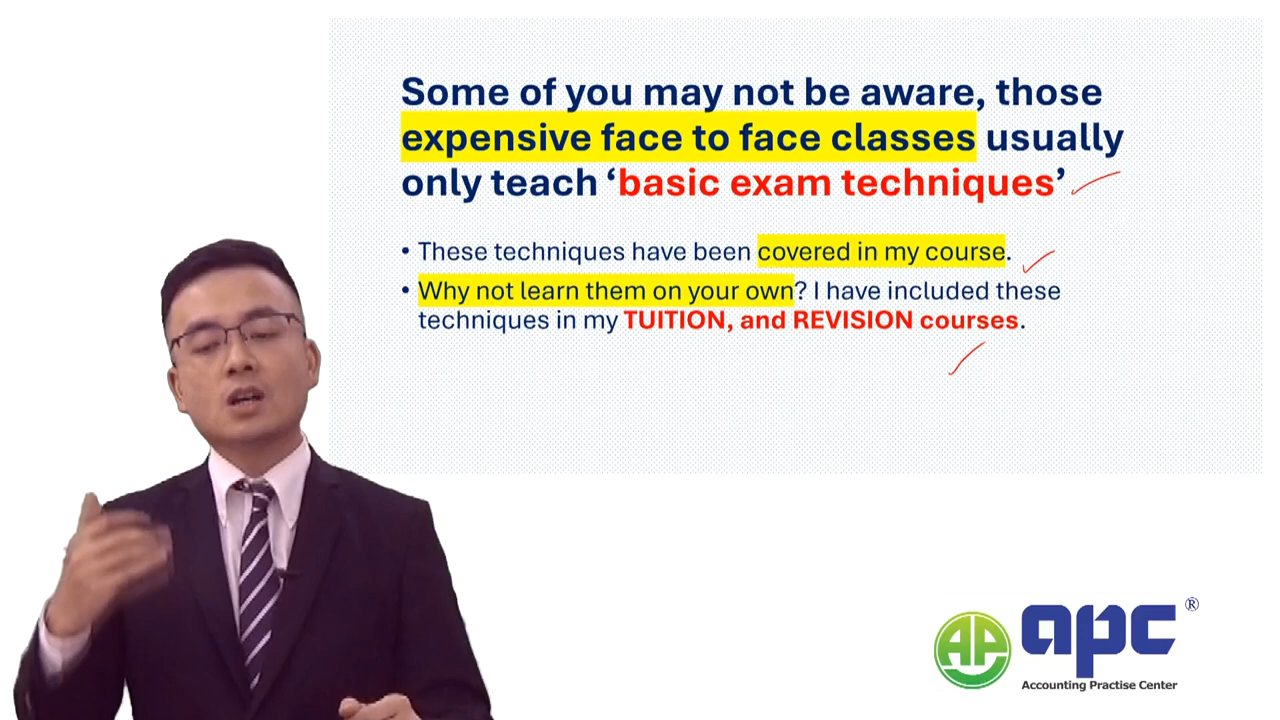 Some of you may not be aware, those
expensive face to face classes usually
only teach ‘basic exam techniques’
• These techniques have been covered in my course.
• Why not learn them on your own? I have included these
techniques in my TUITION, and REVISION courses.
AP
apc®
Accounting Practise Center